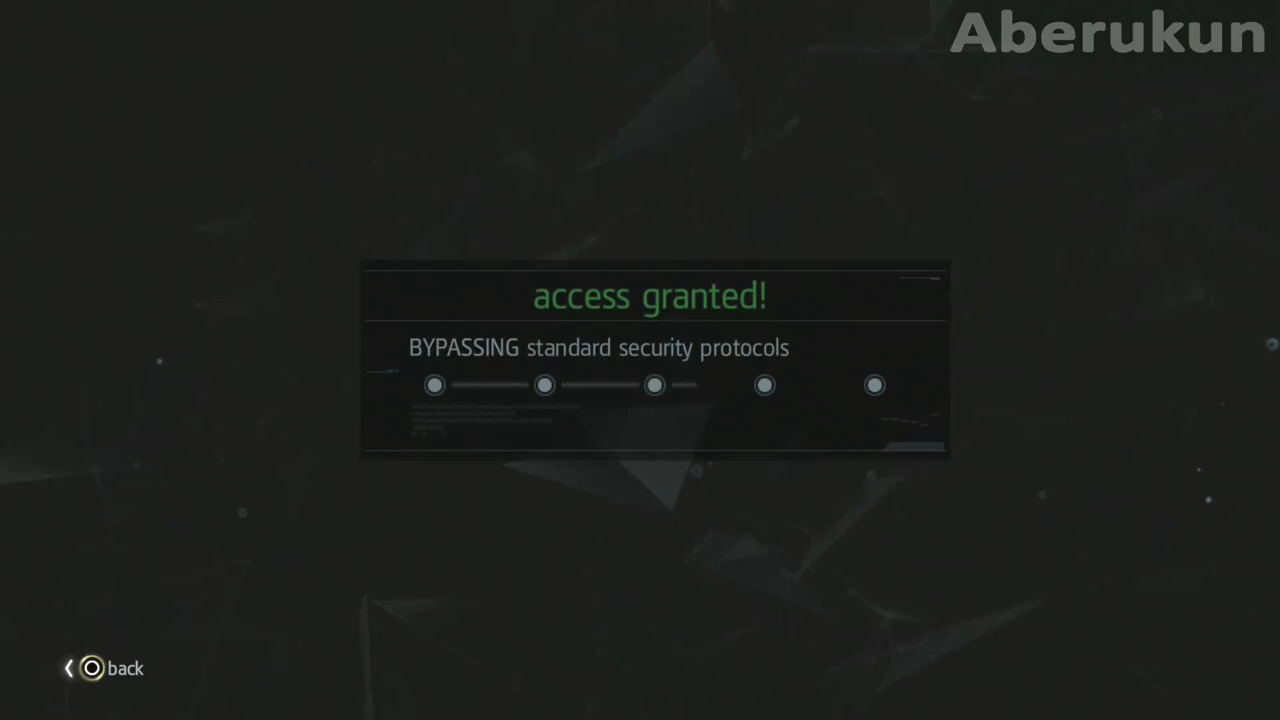 Aberukun
access granted!
BYPASSING standard security protocols
back